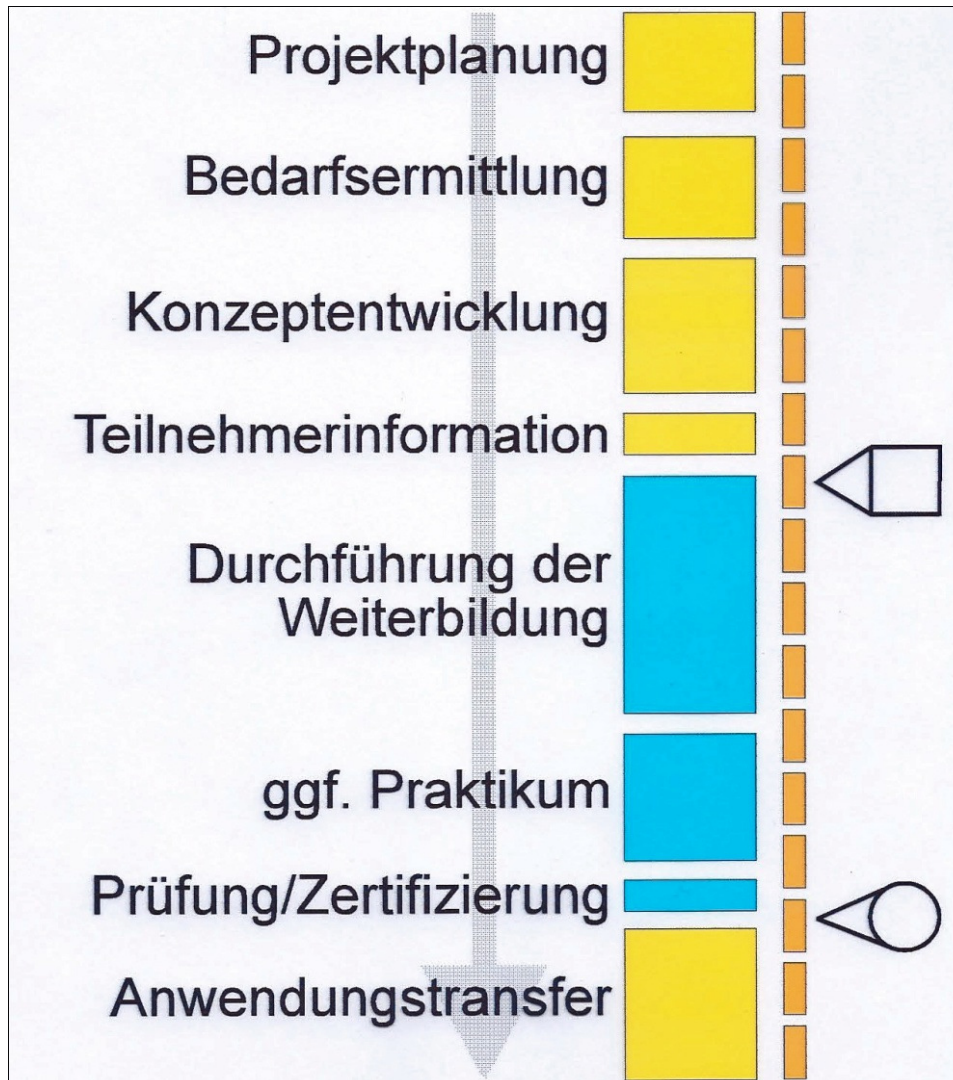 Projektplanung
Bedarfsermittlung
Konzeptentwicklung
Teilnehmerinformation
Durchführung der
Weiterbildung
ggf. Praktikum
Prüfung/Zertifizierung
Anwendungstransfer